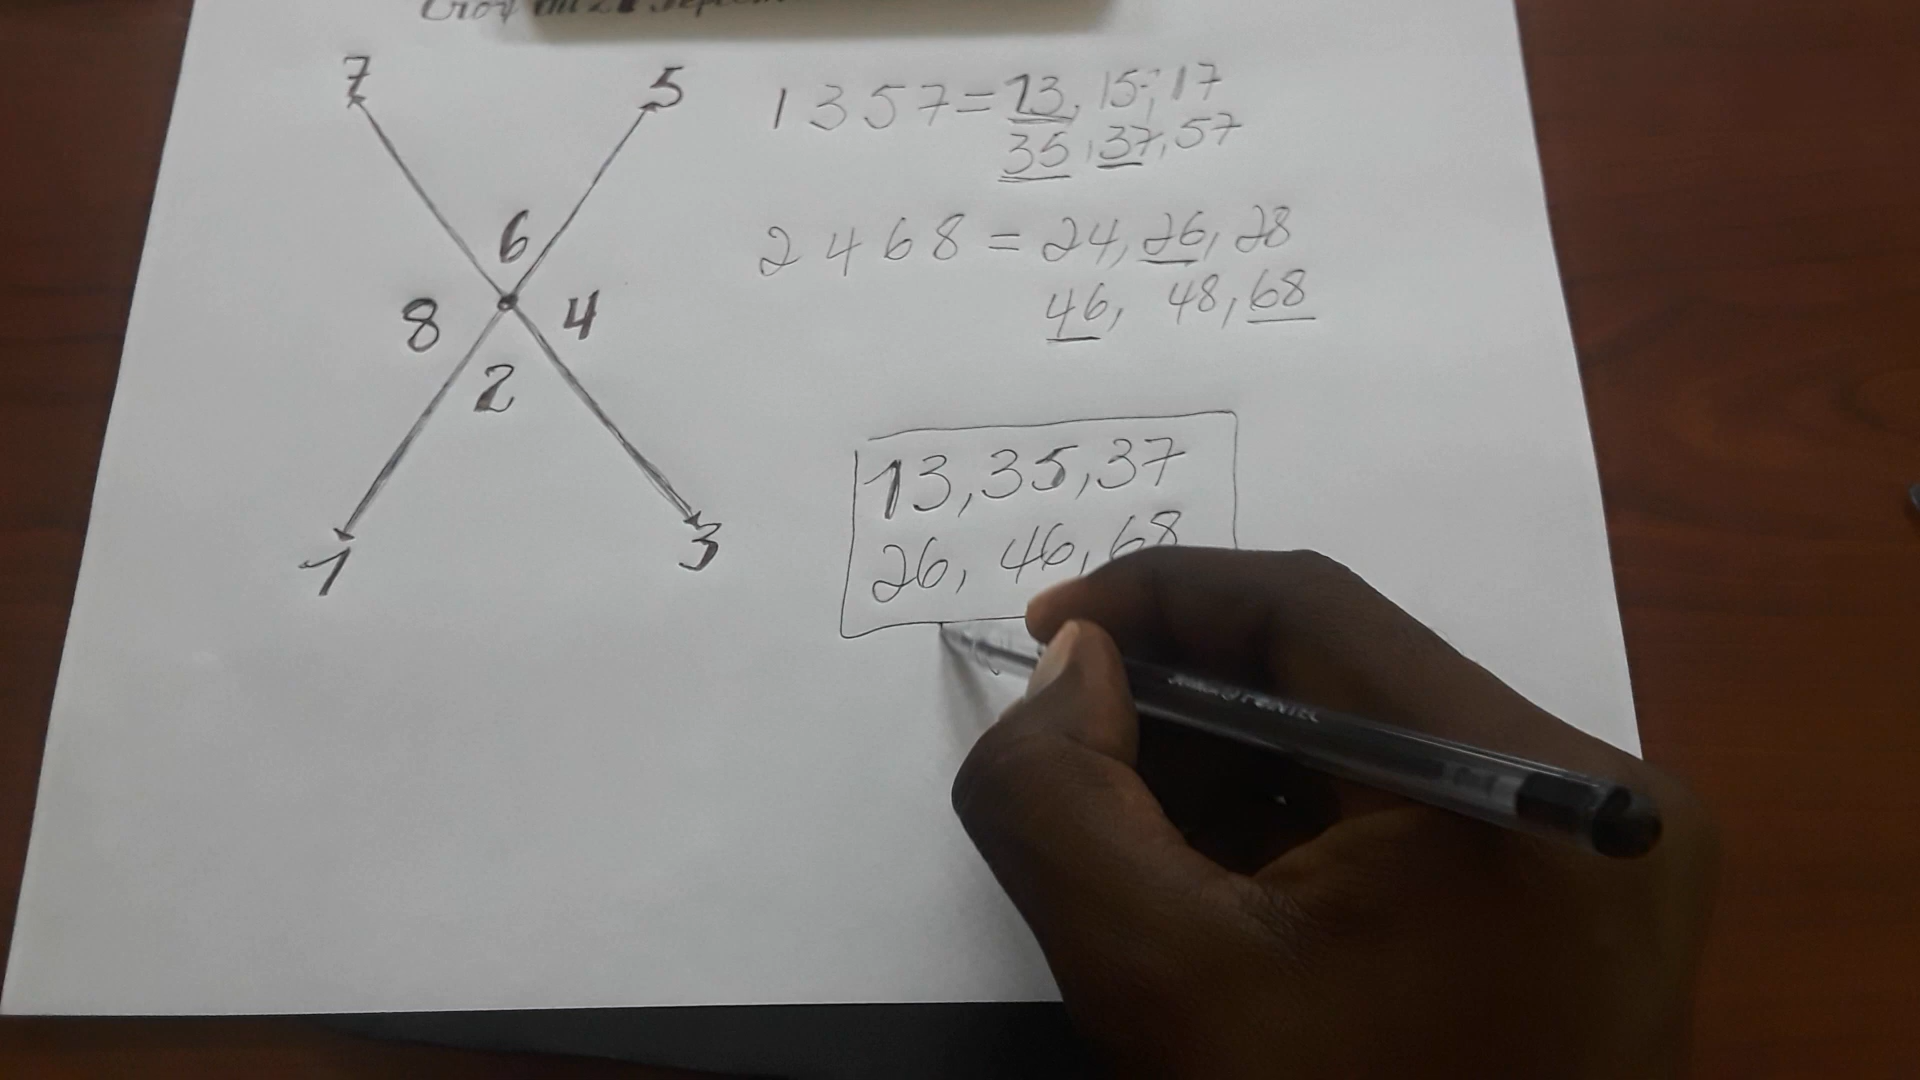 7
5
6
8
4
2
1
3
1357=13, 15, 17
35, 37, 57
2468 = 24, 26, 28
46, 48, 68
13, 35, 37
26, 46, 68